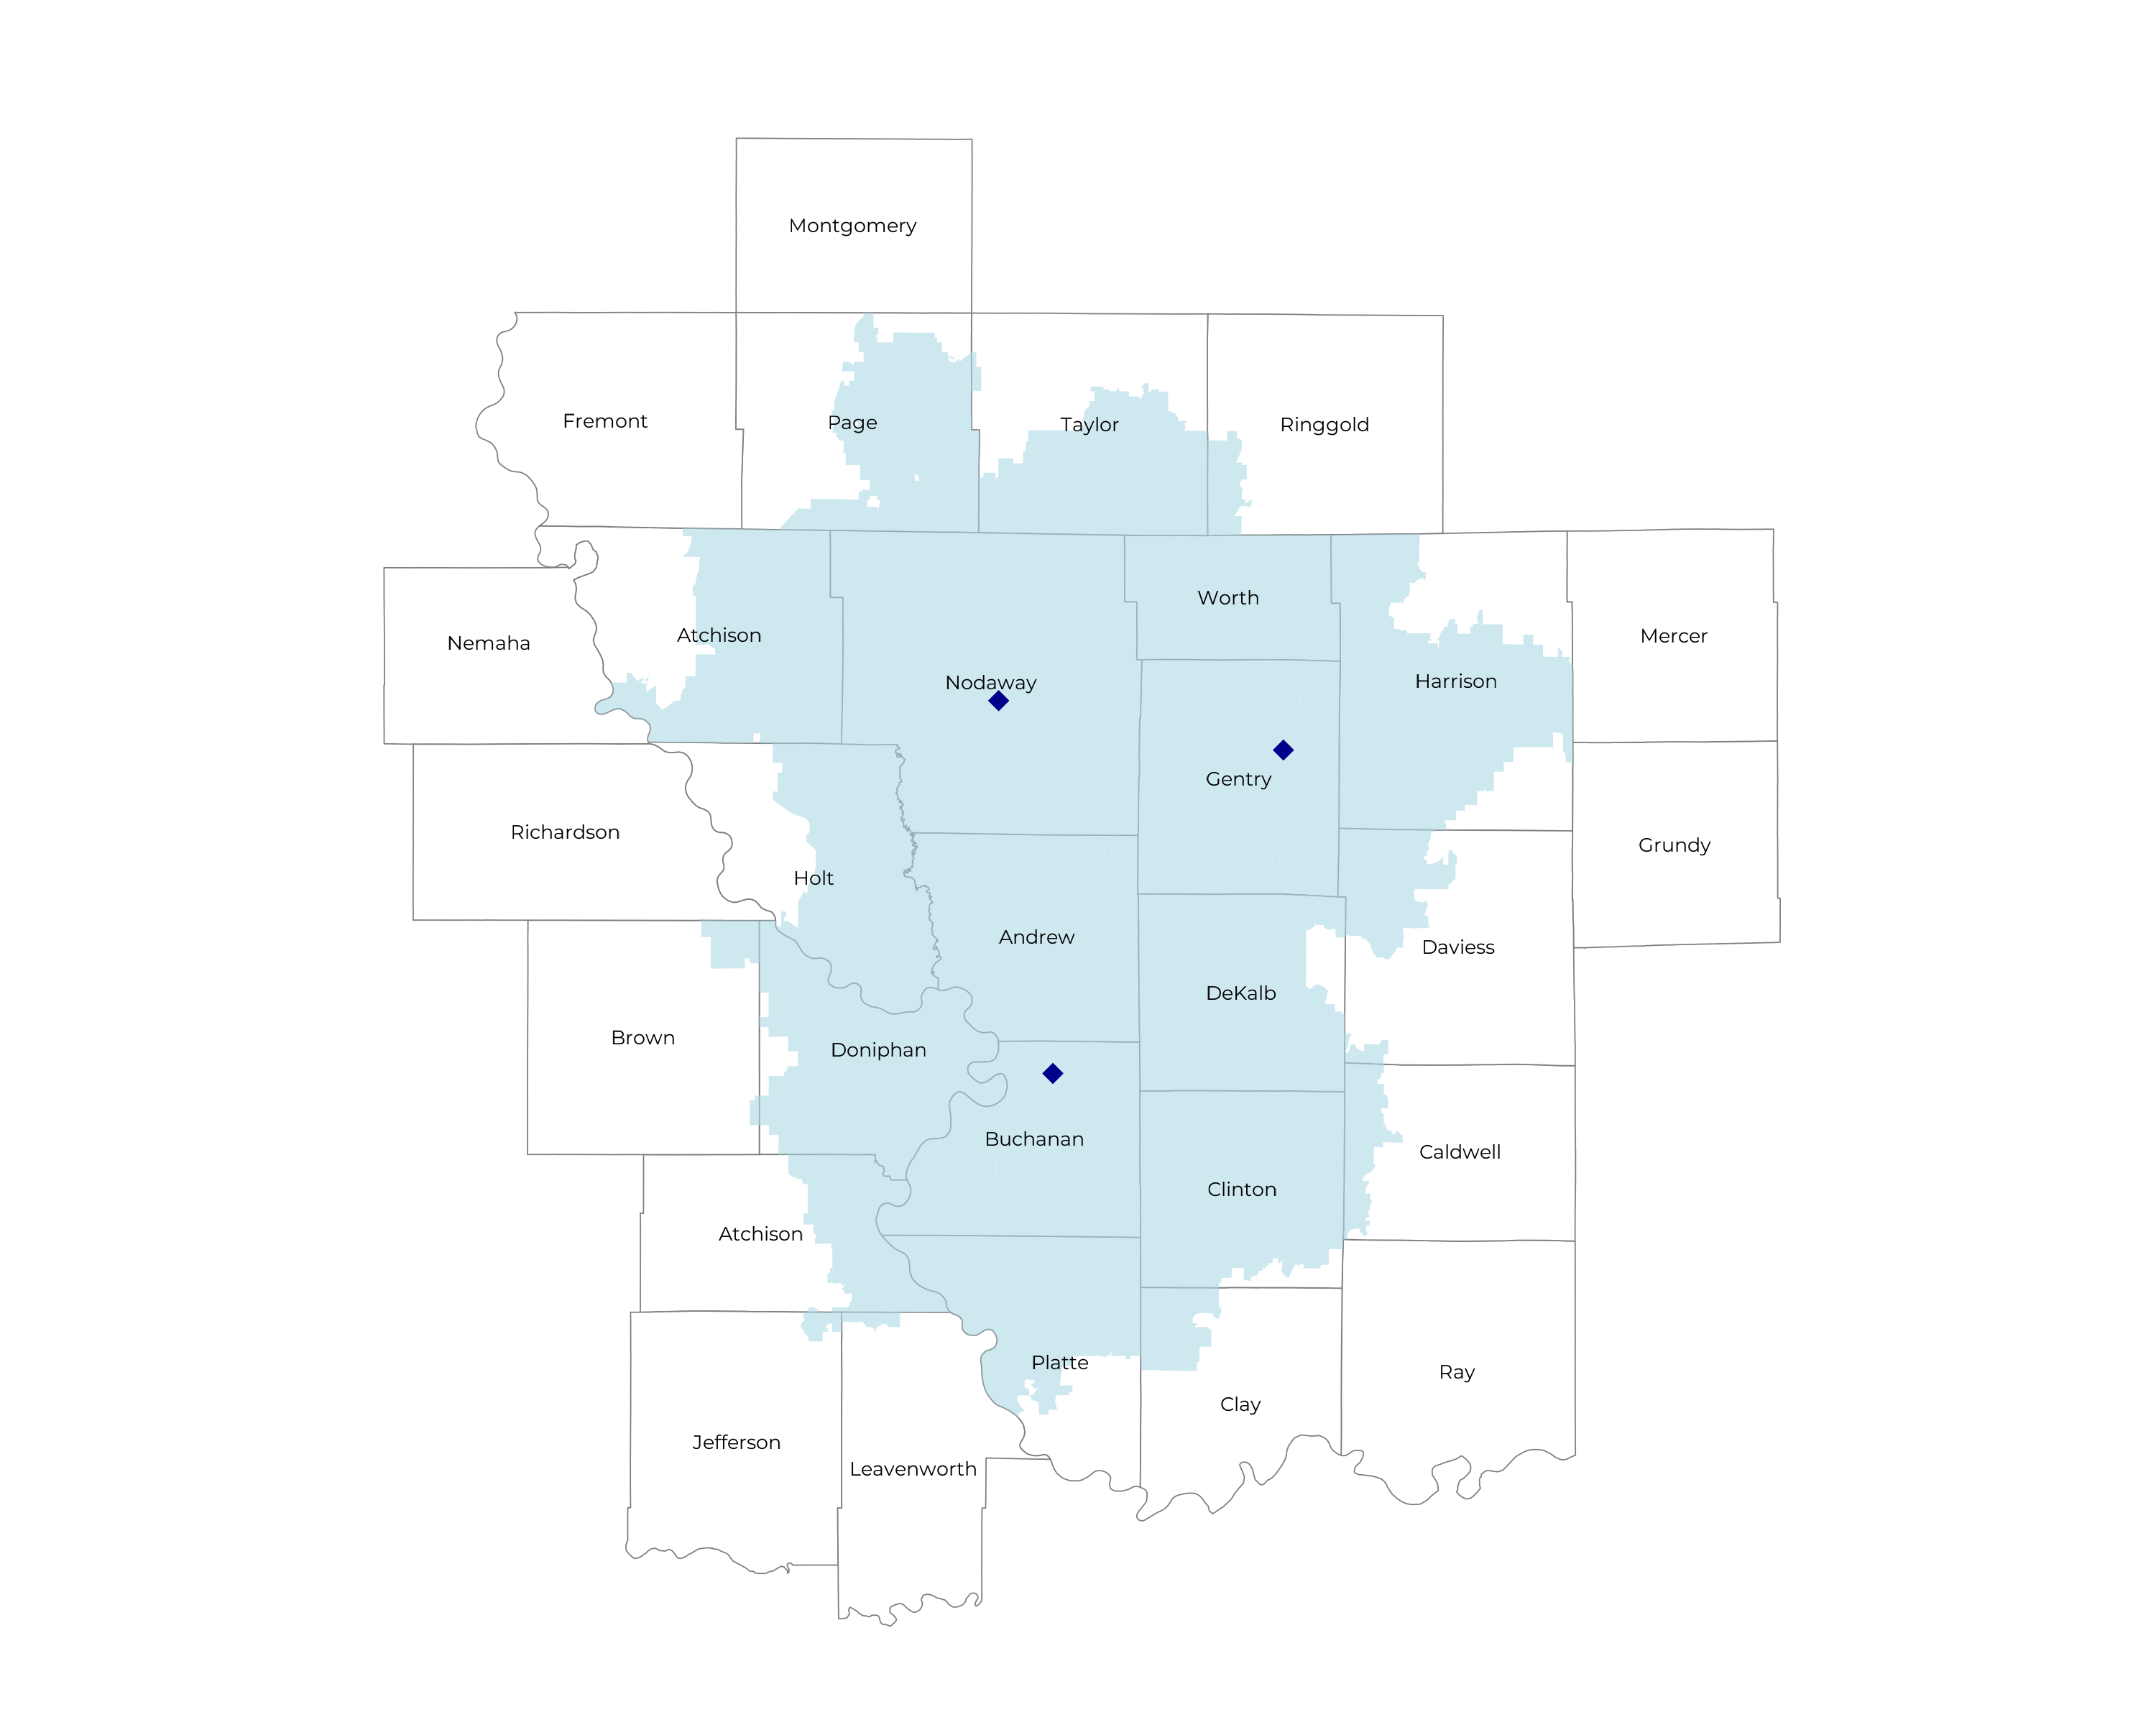 Montgomery
Fremont
Page
Taylor
Ringgold
Worth
Atchison
Mercer
Nemaha
Harrison
Nodaway
Gentry
Richardson
Grundy
Holt
Andrew
Daviess
DeKalb
Brown
Doniphan
Buchanan
Caldwell
Clinton
Atchison
Platte
Ray
Clay
Jefferson
Leavenworth